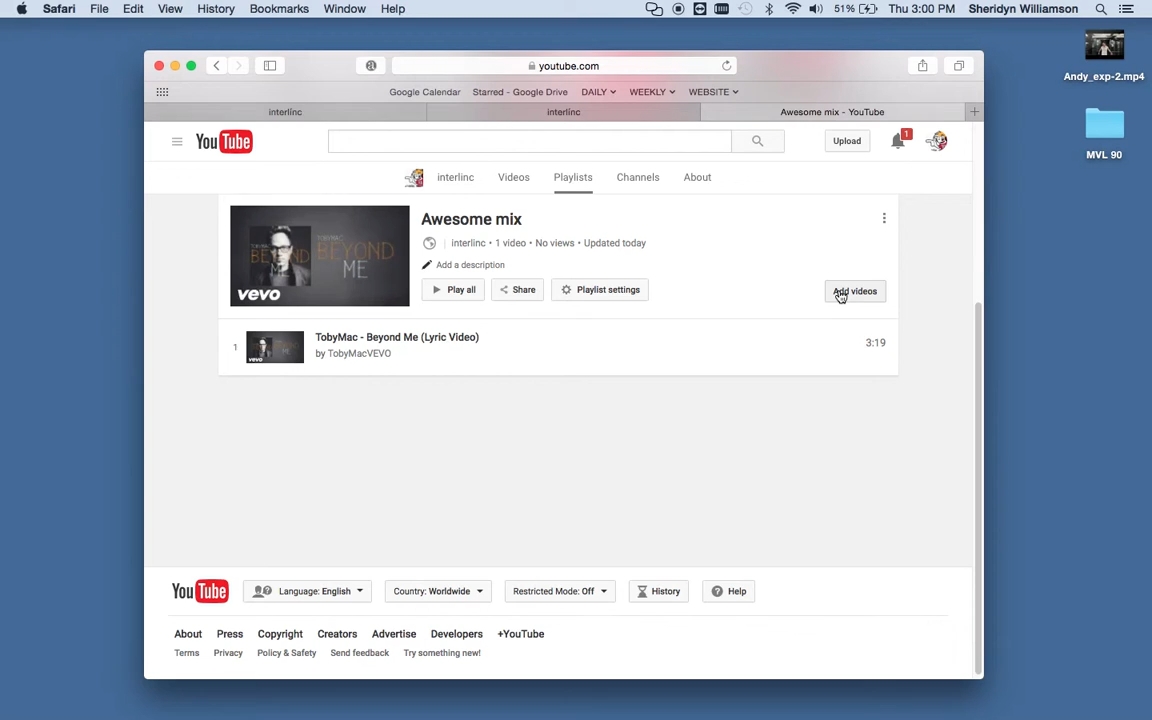 Safari File Edit View History Bookmarks Window Help 51% Thu 3:00 PM Sheridyn Williamson
Andy_exp-2.mp4
MVL 90
youtube.com
Google Calendar Starred - Google Drive DAILY WEEKLY WEBSITE
interlinc interlinc Awesome mix - YouTube
YouTube Upload 1
interlinc Videos Playlists Channels About
Awesome mix
interlinc • 1 video • No views • Updated today
Add a description
Play all Share Playlist settings Add videos
TOBYMAC BEYOND ME
vevo
1 TobyMac - Beyond Me (Lyric Video) 3:19
by TobyMacVEVO
YouTube Language: English Country: Worldwide Restricted Mode: Off History Help
About Press Copyright Creators Advertise Developers +YouTube
Terms Privacy Policy & Safety Send feedback Try something new!